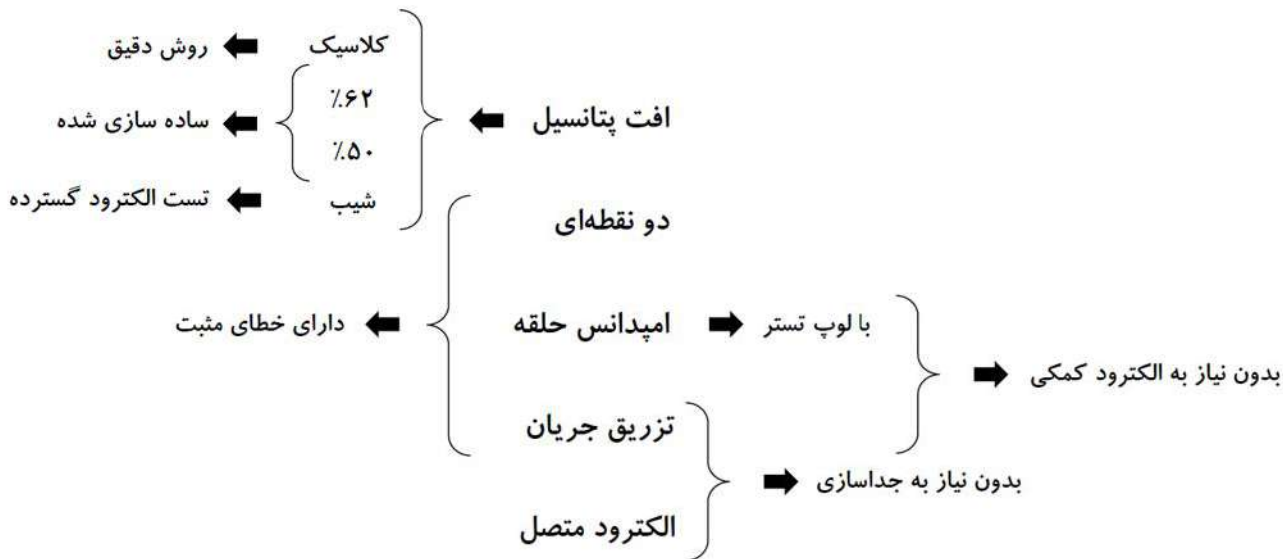 کلاسیک
روش دقیق
٪۶۲
افت پتانسیل
ساده سازی شده
٪۵۰
شیب
تست الکترود گسترده
دو نقطه‌ای
امپدانس حلقه
با لوپ تستر
دارای خطای مثبت
بدون نیاز به الکترود کمکی
تزریق جریان
بدون نیاز به جداسازی
الکترود متصل